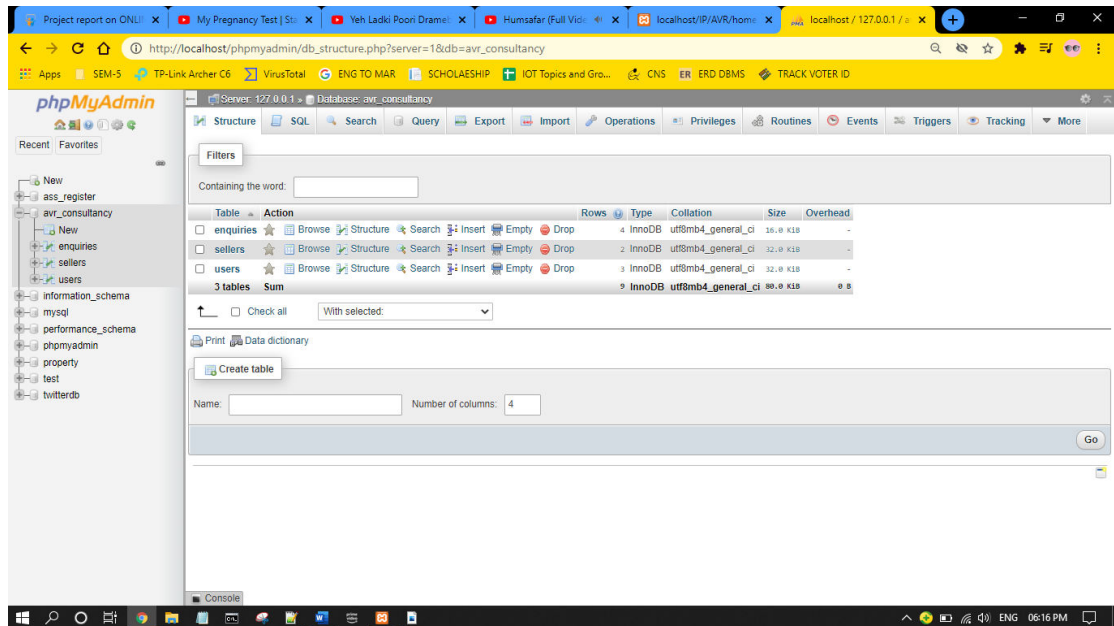 Project report on ONLI
My Pregnancy Test | Sta
Yeh Ladki Poori Drameb
Humsafar (Full Vide
localhost/IP/AVR/home
localhost / 127.0.0.1 / a
http://localhost/phpmyadmin/db_structure.php?server=1&db=avr_consultancy
Apps SEM-5 TP-Link Archer C6 VirusTotal ENG TO MAR SCHOLAESHIP IOT Topics and Gro... CNS ER ERD DBMS TRACK VOTER ID
phpMyAdmin
Recent Favorites
New
ass_register
avr_consultancy
New
enquiries
sellers
users
information_schema
mysql
performance_schema
phpmyadmin
property
test
twitterdb
Server: 127.0.0.1 » Database: avr_consultancy
Structure SQL Search Query Export Import Operations Privileges Routines Events Triggers Tracking More
Filters
Containing the word:
Table Action Rows Type Collation Size Overhead
enquiries Browse Structure Search Insert Empty Drop 4 InnoDB utf8mb4_general_ci 16.0 KiB -
sellers Browse Structure Search Insert Empty Drop 2 InnoDB utf8mb4_general_ci 32.0 KiB -
users Browse Structure Search Insert Empty Drop 3 InnoDB utf8mb4_general_ci 32.0 KiB -
3 tables Sum 9 InnoDB utf8mb4_general_ci 80.0 KiB 0 B
Check all With selected:
Print Data dictionary
Create table
Name: Number of columns: 4
Go
Console
ENG 06:16 PM